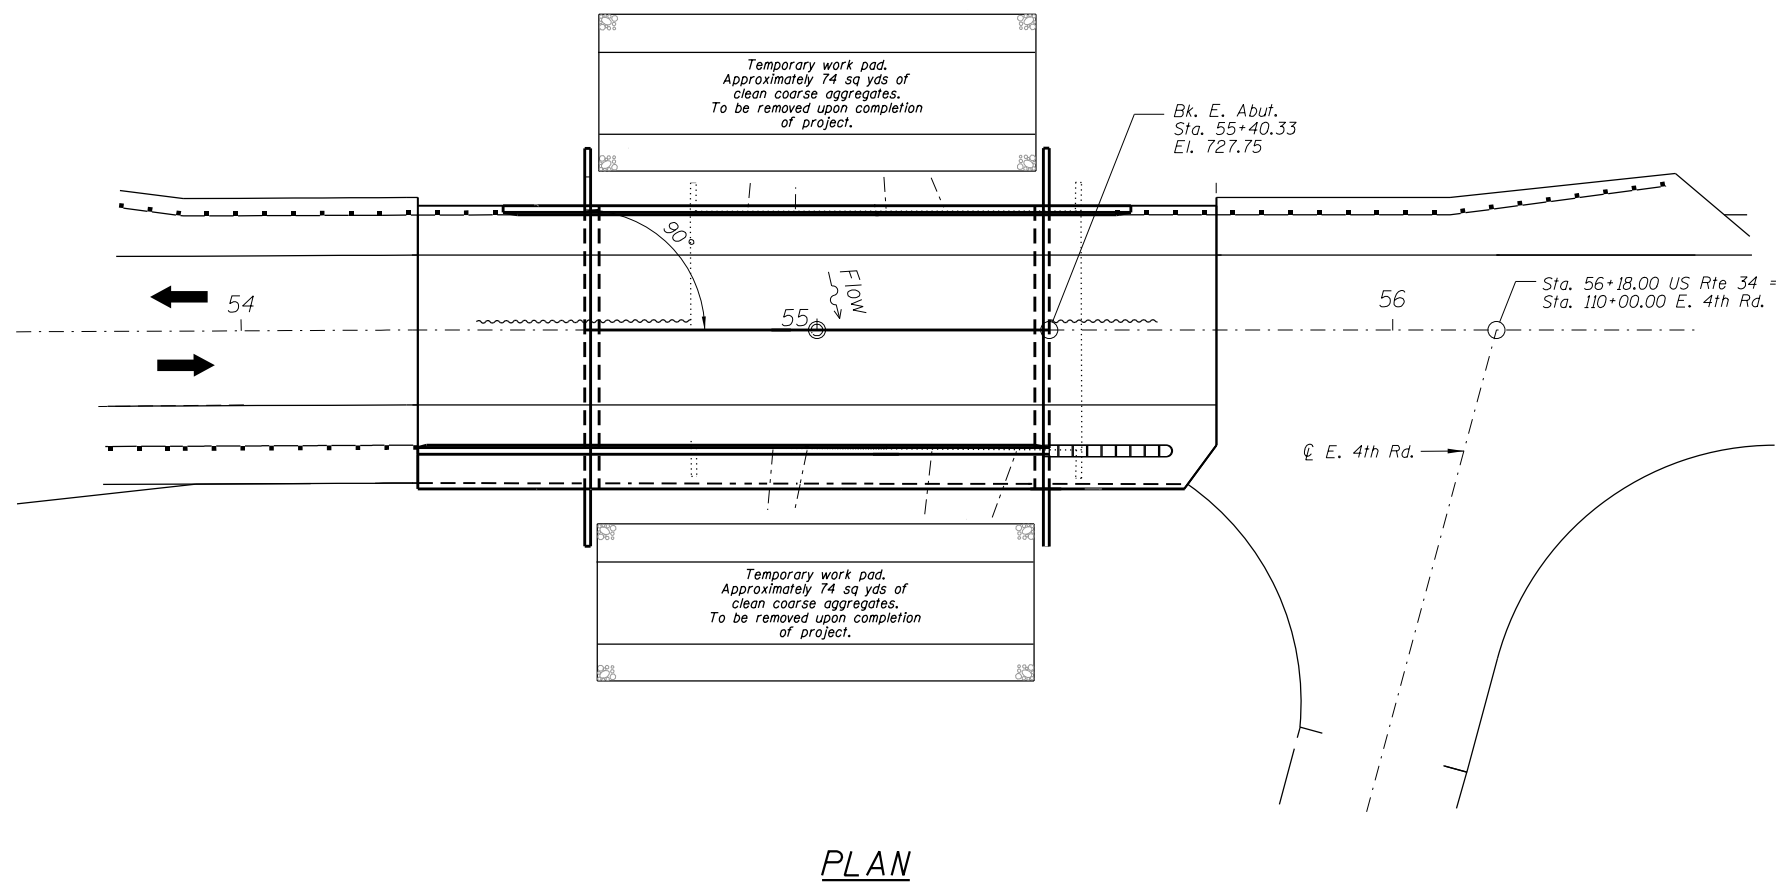 Temporary work pad.
Approximately 74 sq yds of
clean coarse aggregates.
To be removed upon completion
of project.
Bk. E. Abut.
Sta. 55+40.33
El. 727.75
90°
Flow
54
55
56
Sta. 56+18.00 US Rte 34 =
Sta. 110+00.00 E. 4th Rd.
℄ E. 4th Rd.
Temporary work pad.
Approximately 74 sq yds of
clean coarse aggregates.
To be removed upon completion
of project.
PLAN